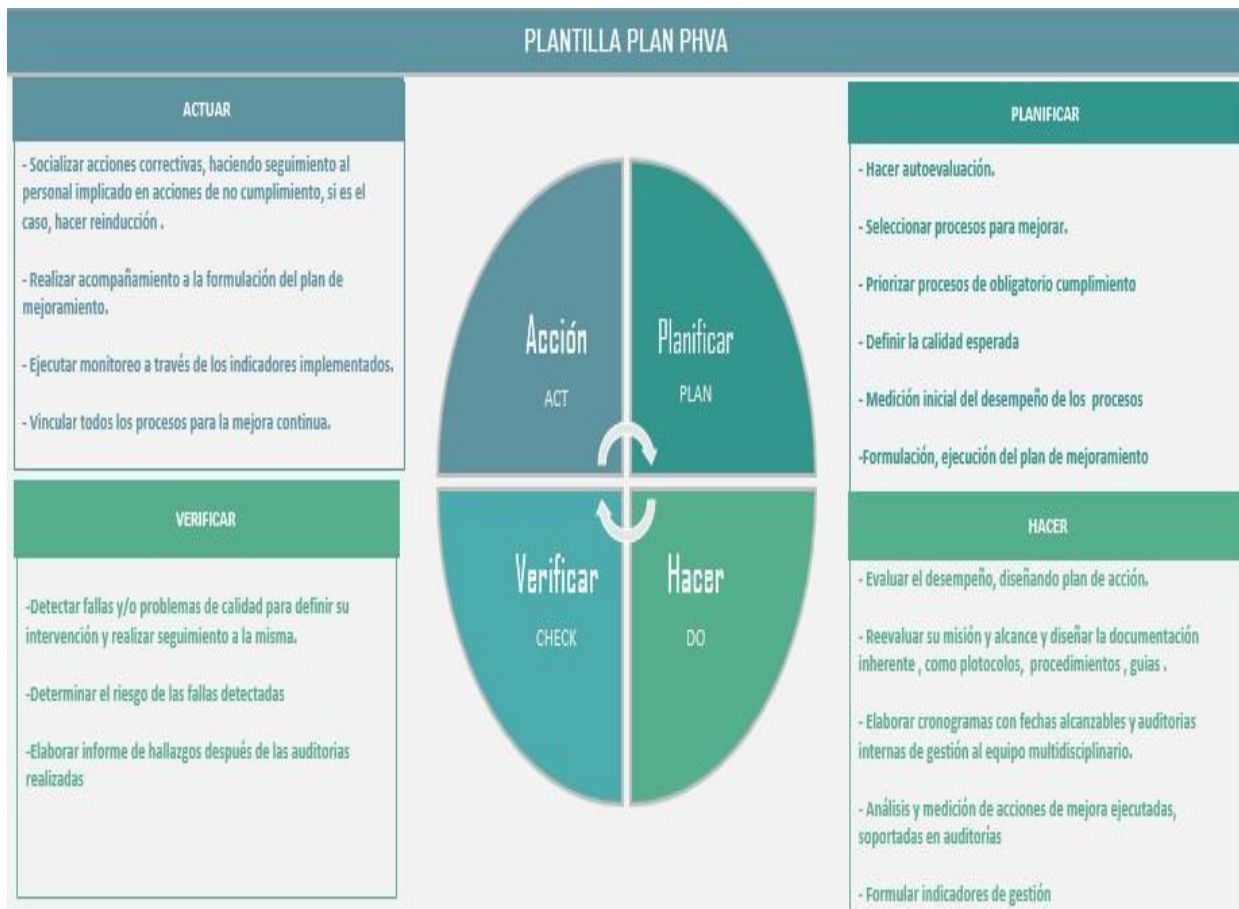 PLANTILLA PLAN PHVA
ACTUAR
- Socializar acciones correctivas, haciendo seguimiento al
personal implicado en acciones de no cumplimiento, si es el
caso, hacer reinducción .
- Realizar acompañamiento a la formulación del plan de
mejoramiento.
- Ejecutar monitoreo a través de los indicadores implementados.
- Vincular todos los procesos para la mejora continua.
PLANIFICAR
- Hacer autoevaluación.
- Seleccionar procesos para mejorar.
- Priorizar procesos de obligatorio cumplimiento
- Definir la calidad esperada
- Medición inicial del desempeño de los procesos
-Formulación, ejecución del plan de mejoramiento
Acción
ACT
Planificar
PLAN
Verificar
CHECK
Hacer
DO
VERIFICAR
-Detectar fallas y/o problemas de calidad para definir su
intervención y realizar seguimiento a la misma.
-Determinar el riesgo de las fallas detectadas
-Elaborar informe de hallazgos después de las auditorias
realizadas
HACER
- Evaluar el desempeño, diseñando plan de acción.
- Reevaluar su misión y alcance y diseñar la documentación
inherente , como plotocolos, procedimientos , guias .
- Elaborar cronogramas con fechas alcanzables y auditorias
internas de gestión al equipo multidisciplinario.
- Análisis y medición de acciones de mejora ejecutadas,
soportadas en auditorías
- Formular indicadores de gestión